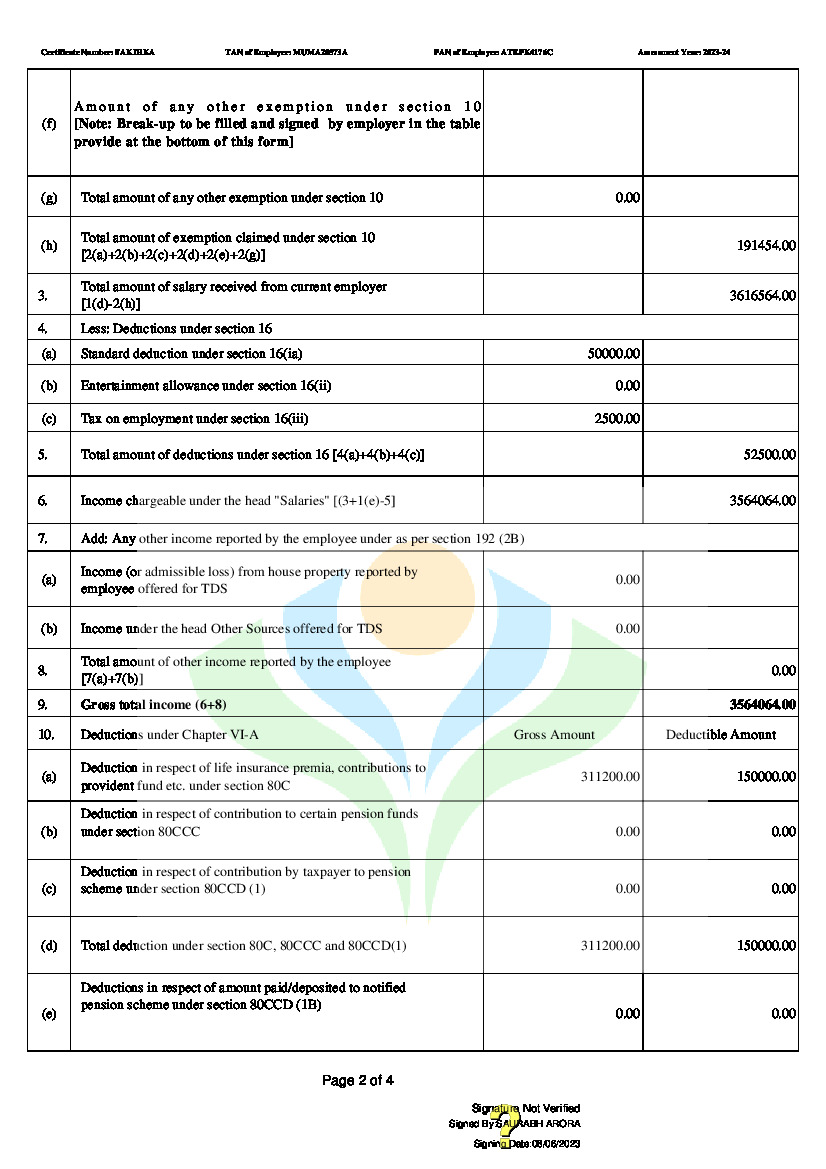 Certificate Number: EAKIHKA TAN of Employer: MUMA20573A PAN of Employee: ATKPK4176C Assessment Year: 2023-24
(f) Amount of any other exemption under section 10
[Note: Break-up to be filled and signed by employer in the table
provide at the bottom of this form]
(g) Total amount of any other exemption under section 10 0.00
(h) Total amount of exemption claimed under section 10
[2(a)+2(b)+2(c)+2(d)+2(e)+2(g)] 191454.00
3. Total amount of salary received from current employer
[1(d)-2(h)] 3616564.00
4. Less: Deductions under section 16
(a) Standard deduction under section 16(ia) 50000.00
(b) Entertainment allowance under section 16(ii) 0.00
(c) Tax on employment under section 16(iii) 2500.00
5. Total amount of deductions under section 16 [4(a)+4(b)+4(c)] 52500.00
6. Income chargeable under the head "Salaries" [(3+1(e)-5] 3564064.00
7. Add: Any other income reported by the employee under as per section 192 (2B)
(a) Income (or admissible loss) from house property reported by
employee offered for TDS 0.00
(b) Income under the head Other Sources offered for TDS 0.00
8. Total amount of other income reported by the employee
[7(a)+7(b)] 0.00
9. Gross total income (6+8) 3564064.00
10. Deductions under Chapter VI-A Gross Amount Deductible Amount
(a) Deduction in respect of life insurance premia, contributions to
provident fund etc. under section 80C 311200.00 150000.00
(b) Deduction in respect of contribution to certain pension funds
under section 80CCC 0.00 0.00
(c) Deduction in respect of contribution by taxpayer to pension
scheme under section 80CCD (1) 0.00 0.00
(d) Total deduction under section 80C, 80CCC and 80CCD(1) 311200.00 150000.00
(e) Deductions in respect of amount paid/deposited to notified
pension scheme under section 80CCD (1B) 0.00 0.00
Page 2 of 4
Signature Not Verified
Signed By:SAURABH ARORA
Signing Date:08/06/2023
?